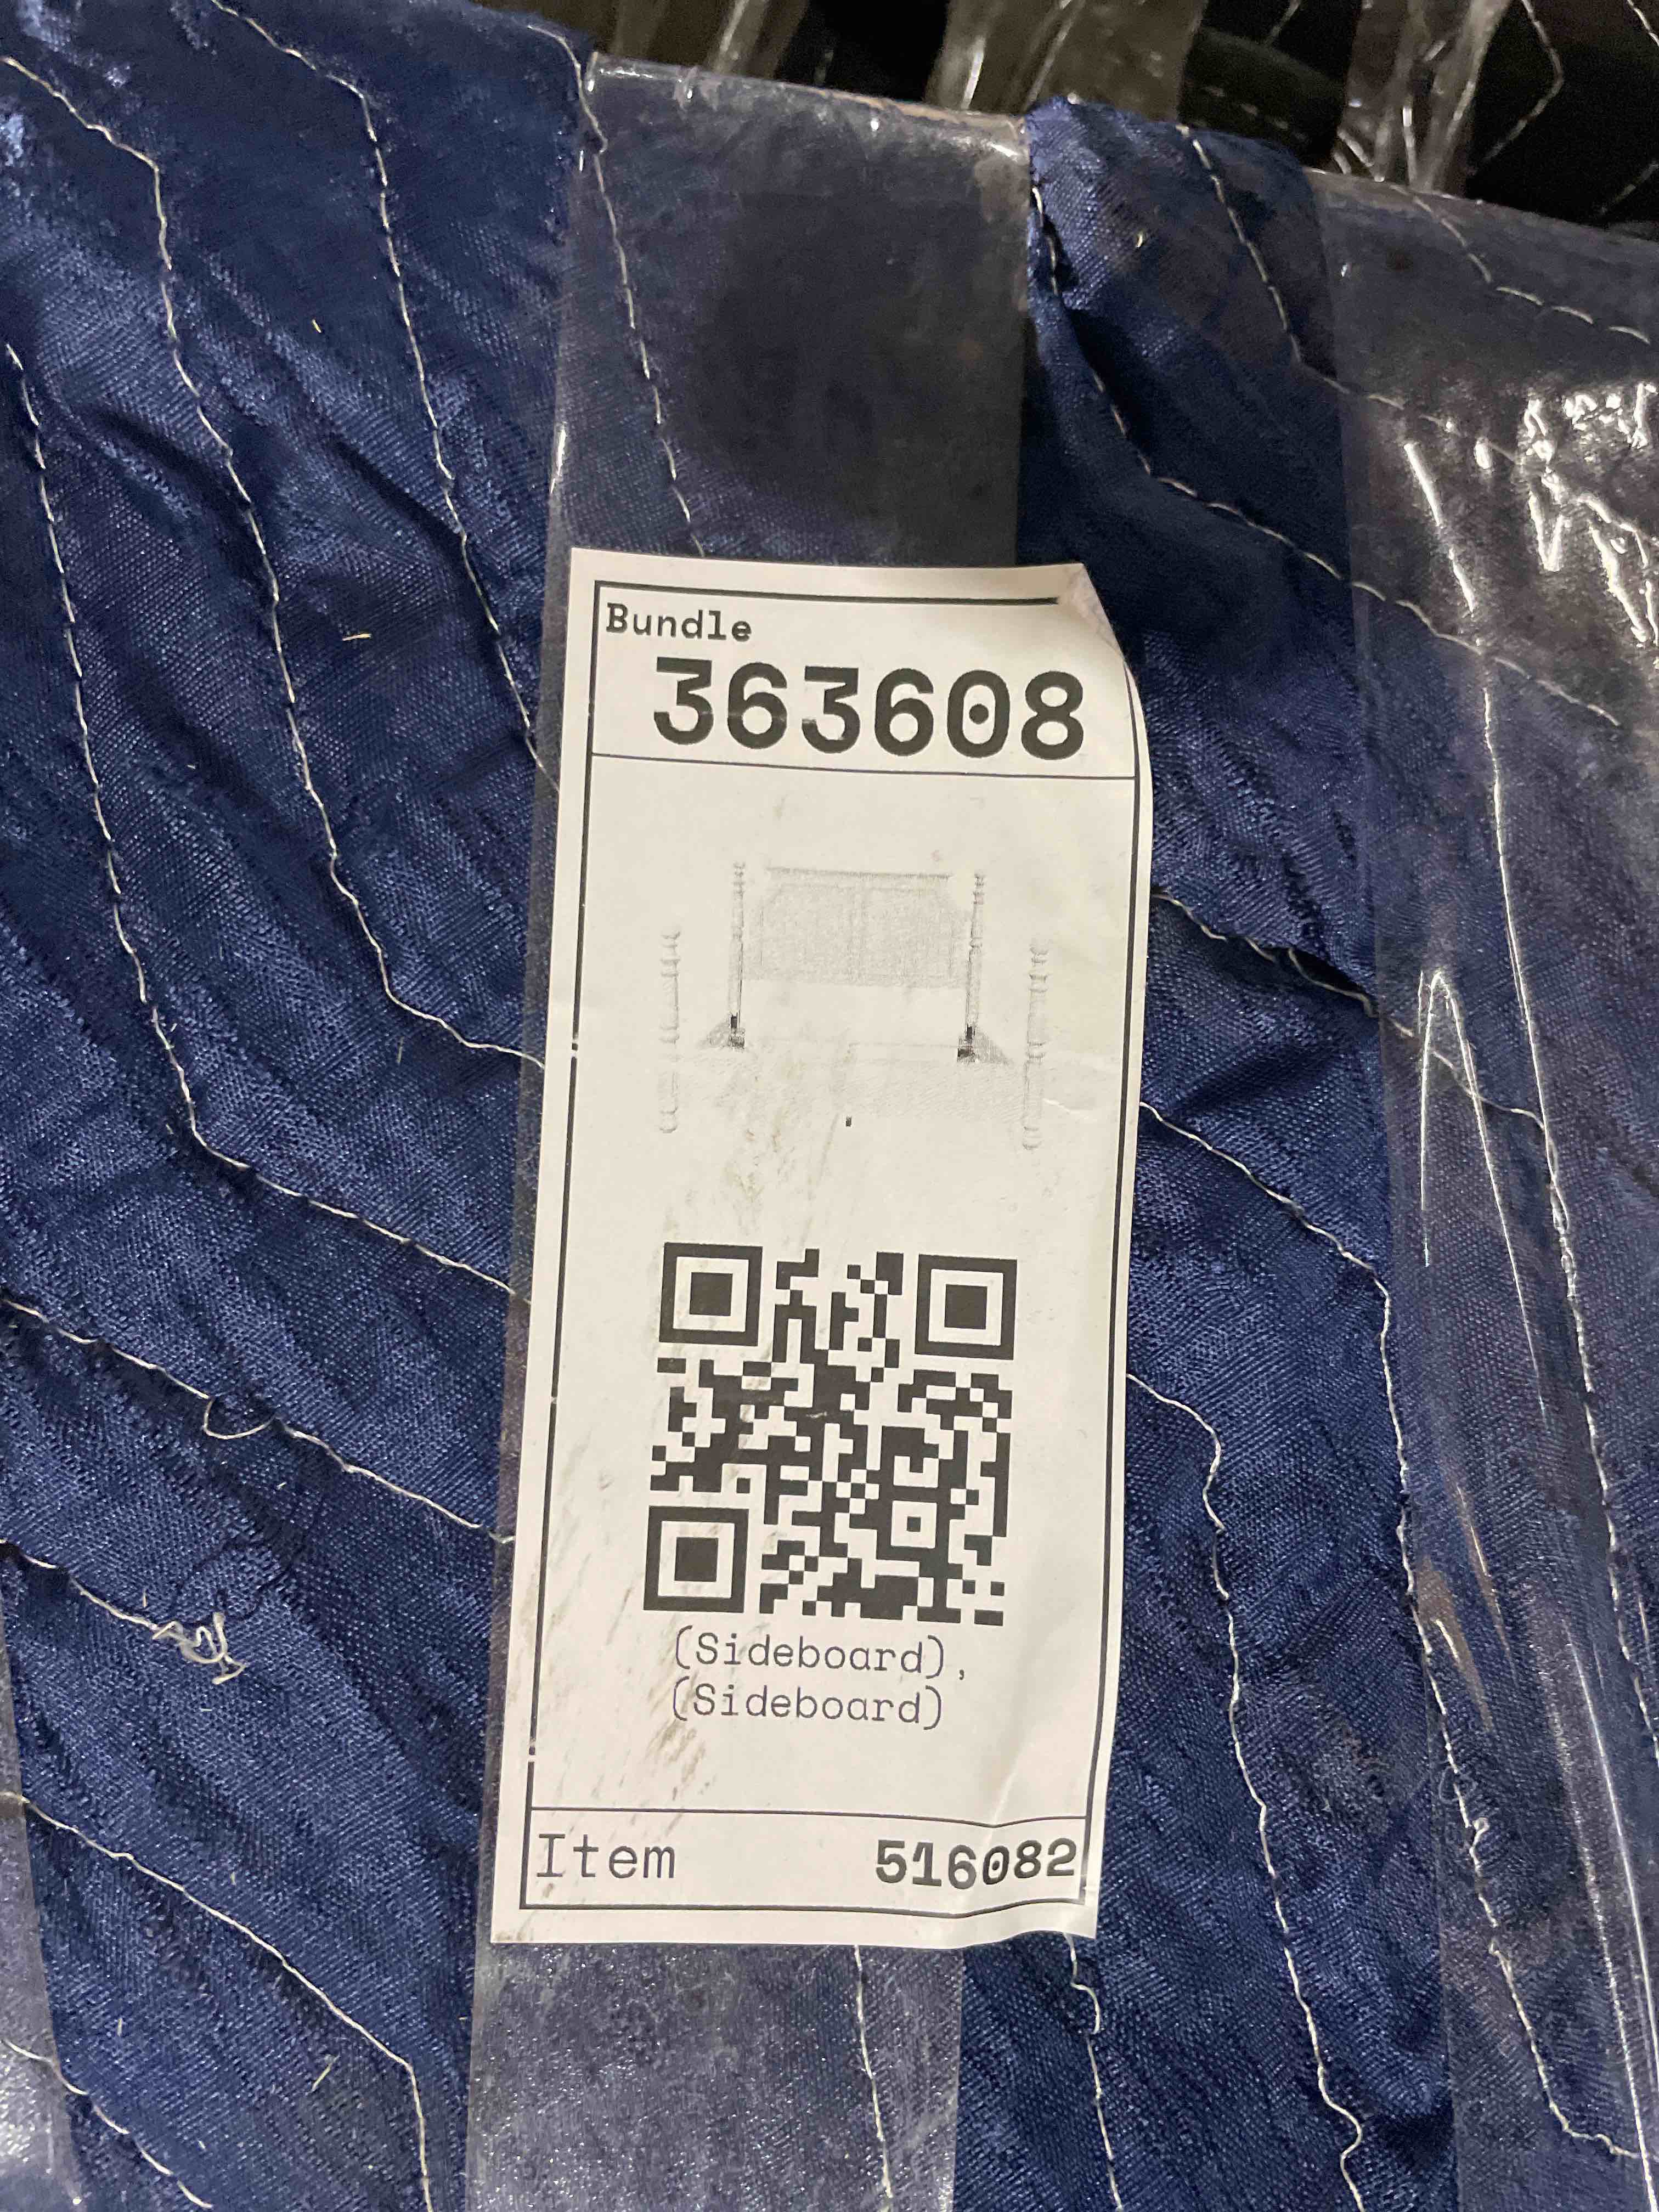 Bundle
363608
(Sideboard),
(Sideboard)
Item 516082